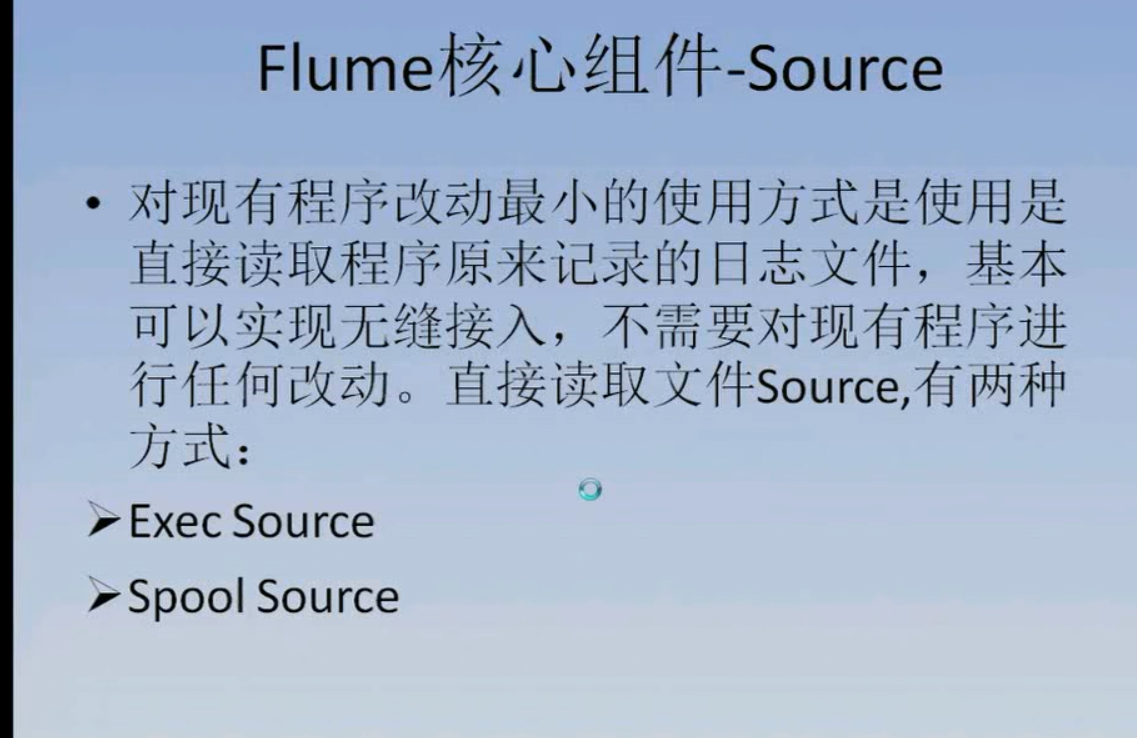 Flume核心组件-Source
• 对现有程序改动最小的使用方式是使用是
直接读取程序原来记录的日志文件，基本
可以实现无缝接入，不需要对现有程序进
行任何改动。直接读取文件Source,有两种
方式：
➢Exec Source
➢Spool Source